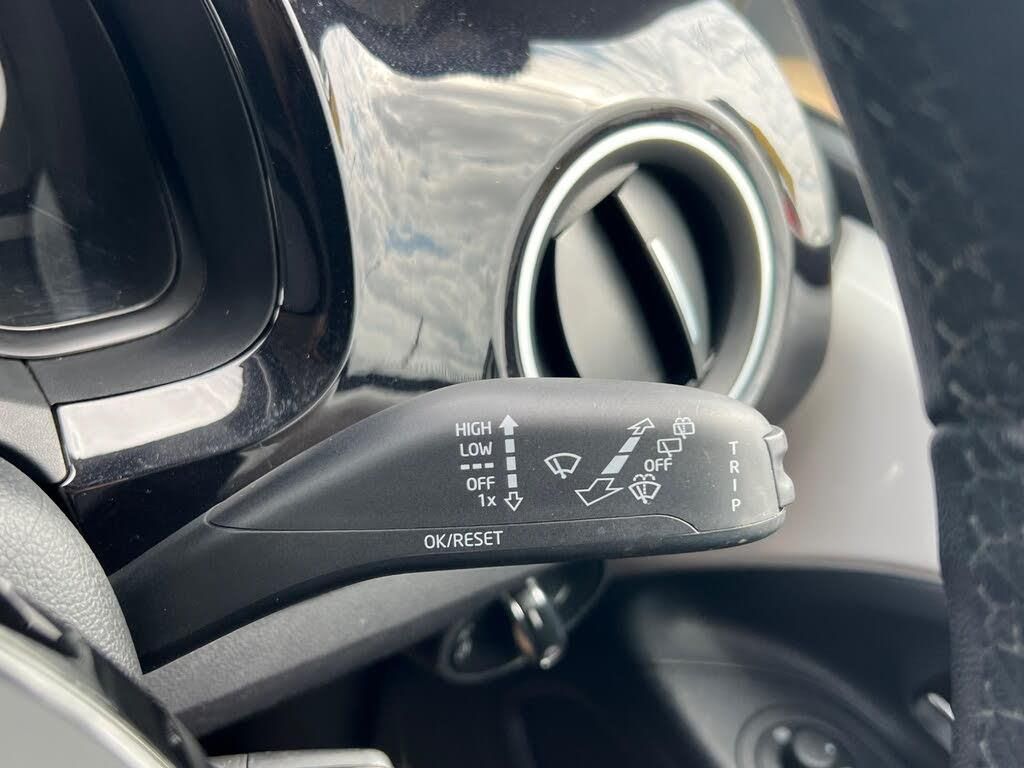 HIGH
LOW
---
OFF
1x
OFF
TRIP
OK/RESET